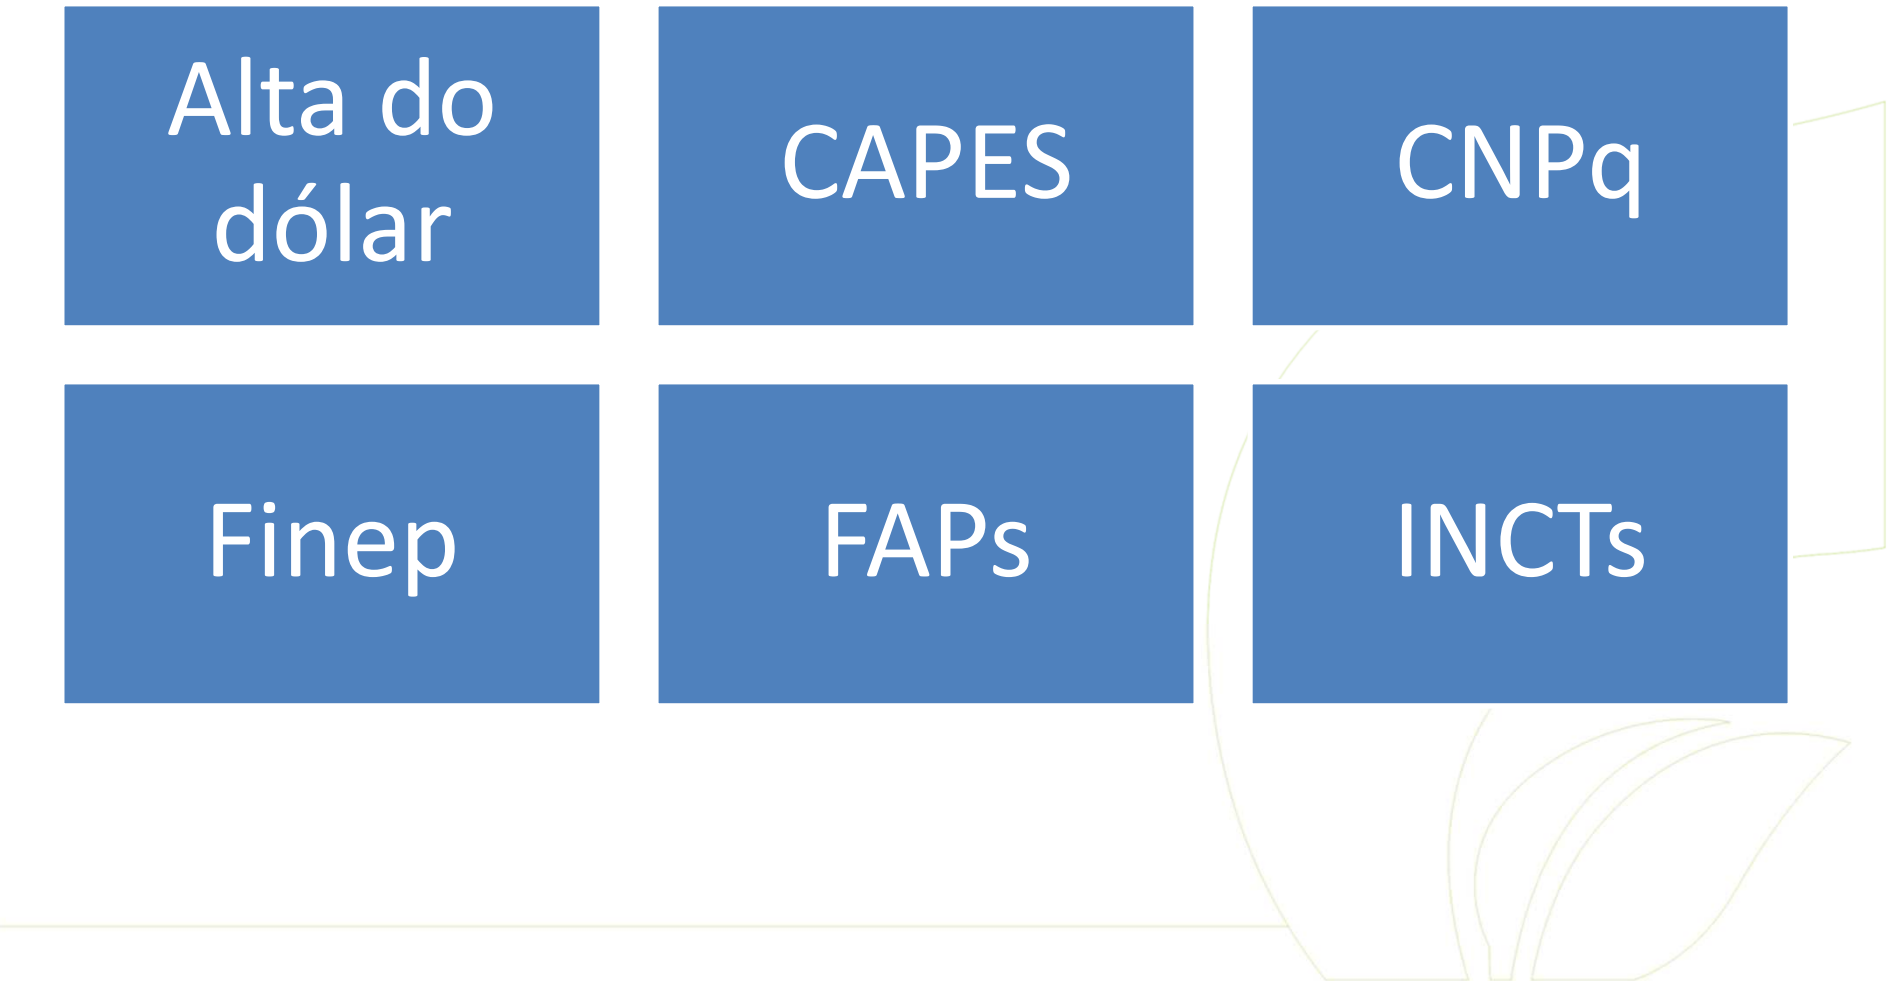 Alta do
dólar
CAPES
CNPq
Finep
FAPs
INCTs